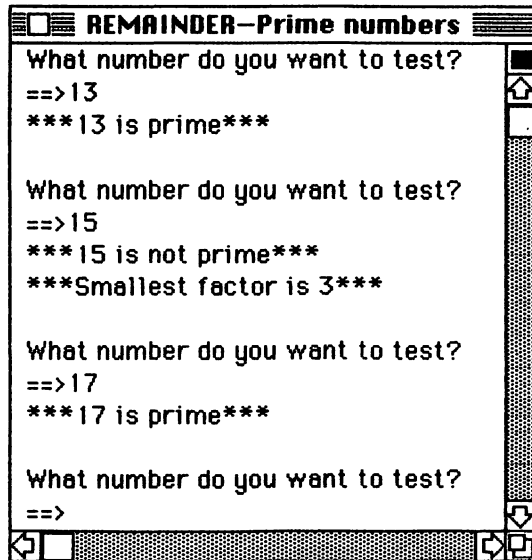 REMAINDER—Prime numbers
What number do you want to test?
==>13
***13 is prime***
What number do you want to test?
==>15
***15 is not prime***
***Smallest factor is 3***
What number do you want to test?
==>17
***17 is prime***
What number do you want to test?
==>